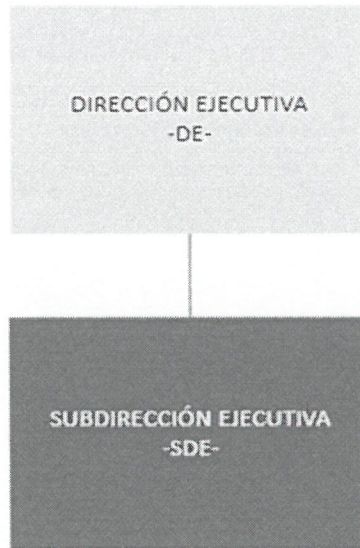 DIRECCIÓN EJECUTIVA
-DE-
SUBDIRECCIÓN EJECUTIVA
-SDE-